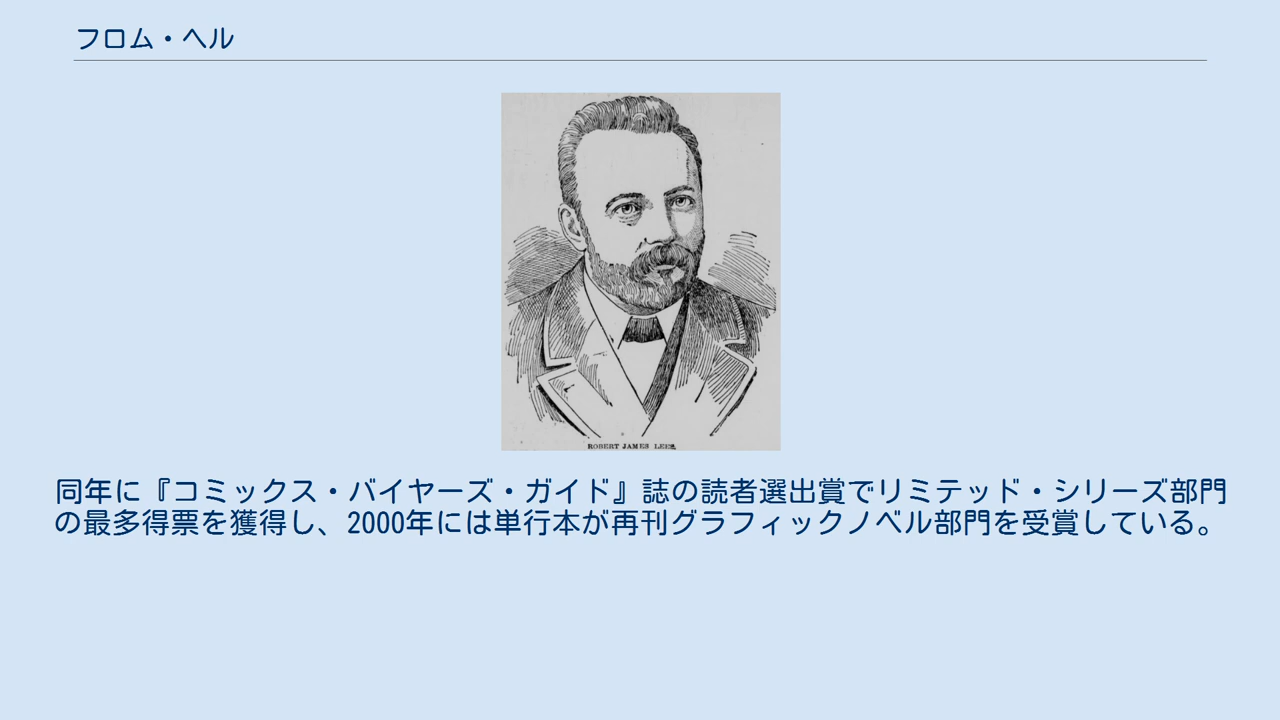 フロム・ヘル
ROBERT JAMES LEES.
同年に『コミックス・バイヤーズ・ガイド』誌の読者選出賞でリミテッド・シリーズ部門
の最多得票を獲得し、2000年には単行本が再刊グラフィックノベル部門を受賞している。